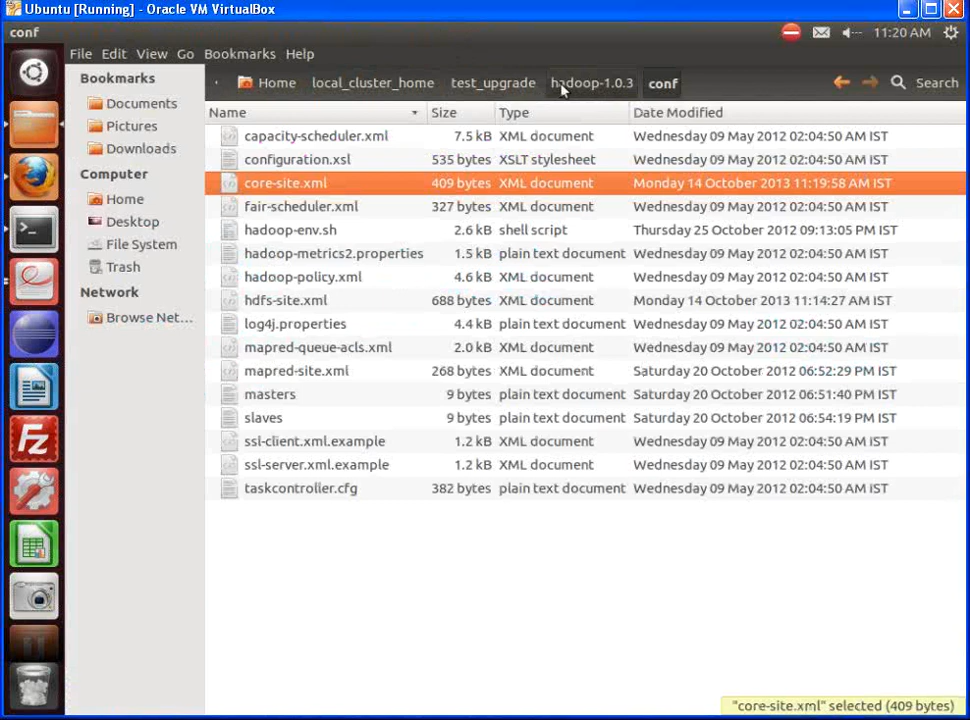 Ubuntu [Running] - Oracle VM VirtualBox
conf 11:20 AM
File Edit View Go Bookmarks Help
Bookmarks
Documents
Pictures
Downloads
Computer
Home
Desktop
File System
Trash
Network
Browse Net...
Home local_cluster_home test_upgrade hadoop-1.0.3 conf Search
Name Size Type Date Modified
capacity-scheduler.xml 7.5 kB XML document Wednesday 09 May 2012 02:04:50 AM IST
configuration.xsl 535 bytes XSLT stylesheet Wednesday 09 May 2012 02:04:50 AM IST
core-site.xml 409 bytes XML document Monday 14 October 2013 11:19:58 AM IST
fair-scheduler.xml 327 bytes XML document Wednesday 09 May 2012 02:04:50 AM IST
hadoop-env.sh 2.6 kB shell script Thursday 25 October 2012 09:13:05 PM IST
hadoop-metrics2.properties 1.5 kB plain text document Wednesday 09 May 2012 02:04:50 AM IST
hadoop-policy.xml 4.6 kB XML document Wednesday 09 May 2012 02:04:50 AM IST
hdfs-site.xml 688 bytes XML document Monday 14 October 2013 11:14:27 AM IST
log4j.properties 4.4 kB plain text document Wednesday 09 May 2012 02:04:50 AM IST
mapred-queue-acls.xml 2.0 kB XML document Wednesday 09 May 2012 02:04:50 AM IST
mapred-site.xml 268 bytes XML document Saturday 20 October 2012 06:52:29 PM IST
masters 9 bytes plain text document Saturday 20 October 2012 06:51:40 PM IST
slaves 9 bytes plain text document Saturday 20 October 2012 06:54:19 PM IST
ssl-client.xml.example 1.2 kB XML document Wednesday 09 May 2012 02:04:50 AM IST
ssl-server.xml.example 1.2 kB XML document Wednesday 09 May 2012 02:04:50 AM IST
taskcontroller.cfg 382 bytes plain text document Wednesday 09 May 2012 02:04:50 AM IST
"core-site.xml" selected (409 bytes)